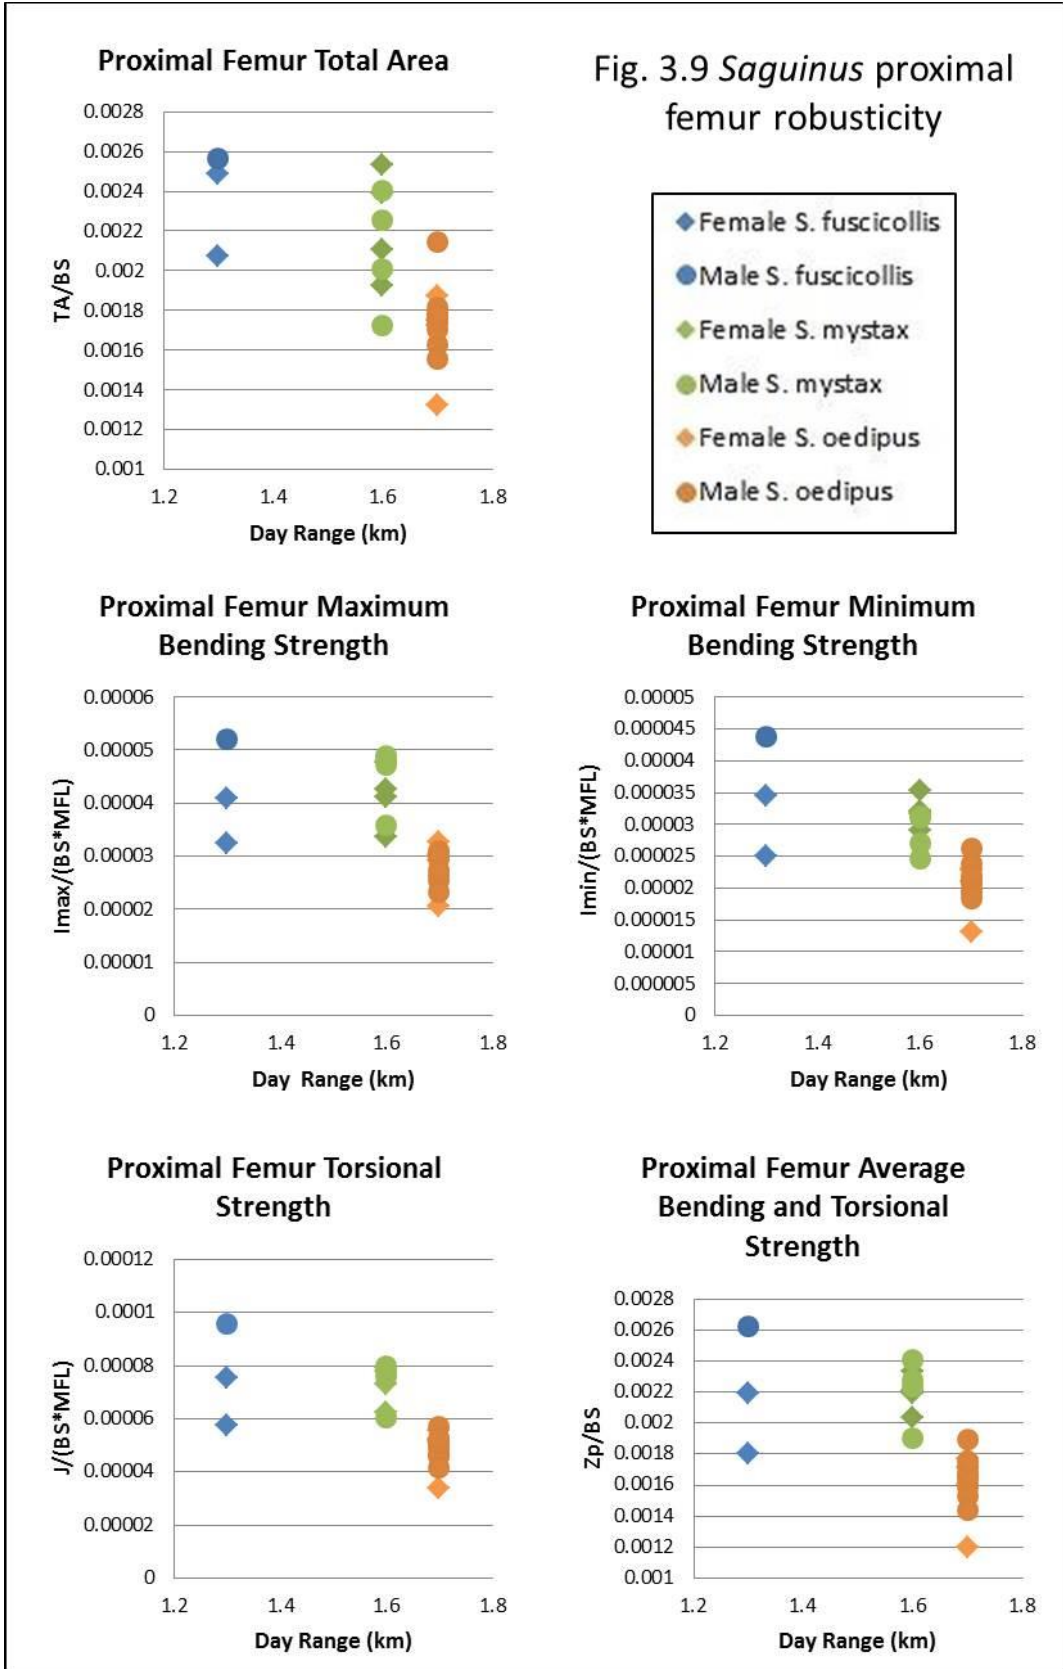 Proximal Femur Total Area
Fig. 3.9 Saguinus proximal
femur robusticity
0.0028
0.0026
0.0024
0.0022
0.002
0.0018
0.0016
0.0014
0.0012
0.001
TA/BS
1.2 1.4 1.6 1.8
Day Range (km)
Female S. fuscicollis
Male S. fuscicollis
Female S. mystax
Male S. mystax
Female S. oedipus
Male S. oedipus
Proximal Femur Maximum
Bending Strength
0.00006
0.00005
0.00004
0.00003
0.00002
0.00001
0
Imax/(BS*MFL)
1.2 1.4 1.6 1.8
Day Range (km)
Proximal Femur Minimum
Bending Strength
0.00005
0.000045
0.00004
0.000035
0.00003
0.000025
0.00002
0.000015
0.00001
0.000005
0
Imin/(BS*MFL)
1.2 1.4 1.6 1.8
Day Range (km)
Proximal Femur Torsional
Strength
0.00012
0.0001
0.00008
0.00006
0.00004
0.00002
0
J/(BS*MFL)
1.2 1.4 1.6 1.8
Day Range (km)
Proximal Femur Average
Bending and Torsional
Strength
0.0028
0.0026
0.0024
0.0022
0.002
0.0018
0.0016
0.0014
0.0012
0.001
Zp/BS
1.2 1.4 1.6 1.8
Day Range (km)